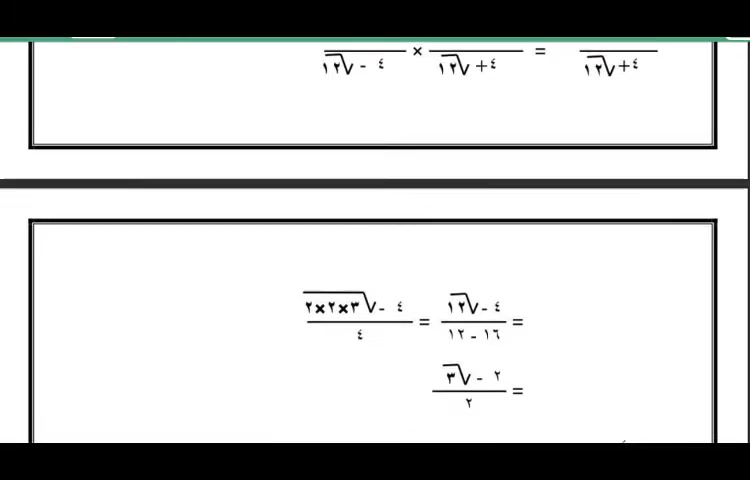 = ×
٤+√١٢ ٤+√١٢ ٤ - √١٢
= ٤-√١٢ = ٤ - √٣×٢×٢
١٦ - ١٢ ٤
= ٢ - √٣
٢